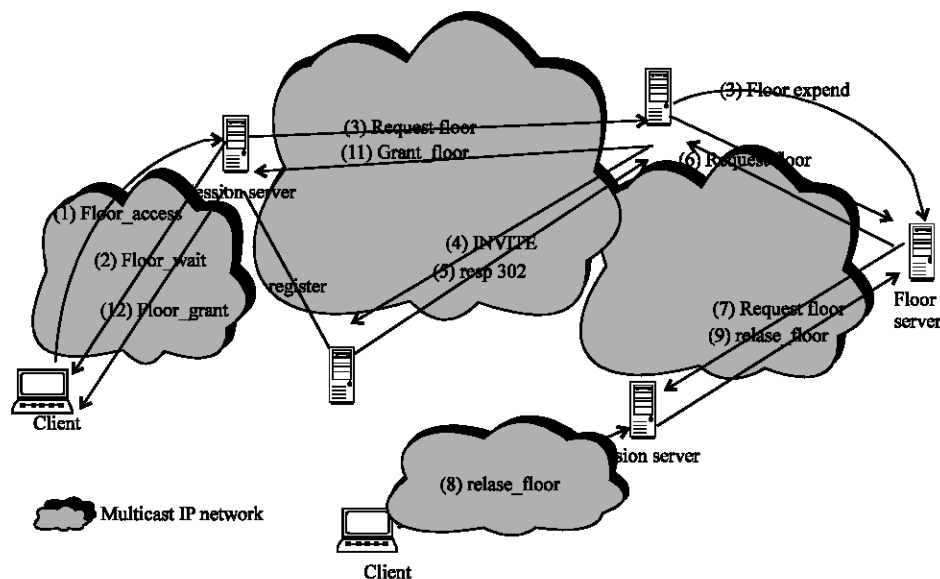 (3) Floor expend
(3) Request floor
(11) Grant_floor
(6) Request floor
ession server
(1) Floor_access
(2) Floor_wait
(4) INVITE
(5) resp 302
register
(12) Floor_grant
(7) Request floor
(9) relase_floor
Floor
server
Client
sion server
(8) relase_floor
Multicast IP network
Client